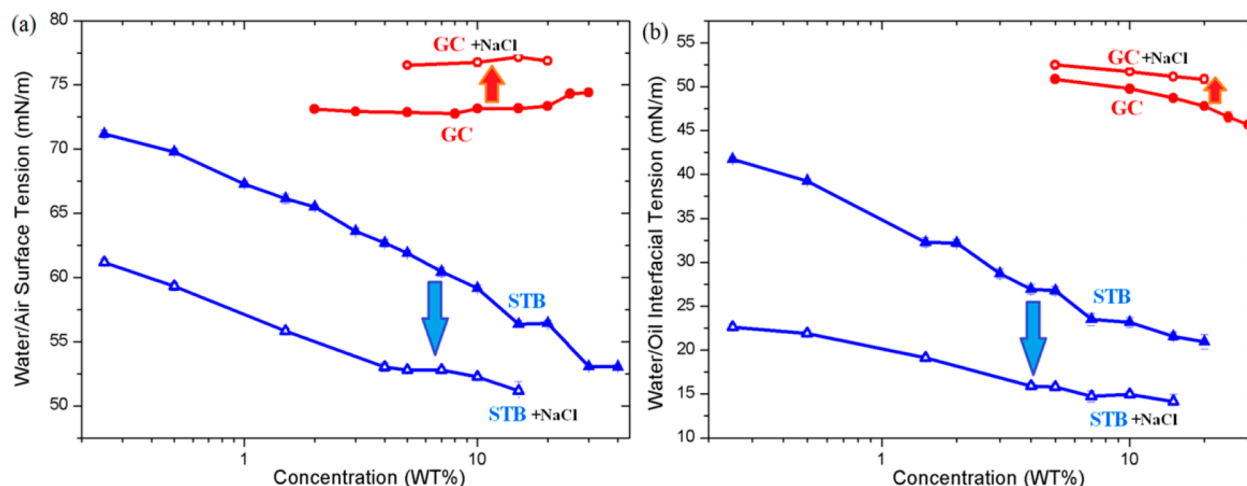 (a)
Water/Air Surface Tension (mN/m)
80
75
70
65
60
55
50
GC +NaCl
GC
STB
STB +NaCl
1
10
Concentration (WT%)
(b)
Water/Oil Interfacial Tension (mN/m)
55
50
45
40
35
30
25
20
15
10
GC +NaCl
GC
STB
STB +NaCl
1
10
Concentration (WT%)